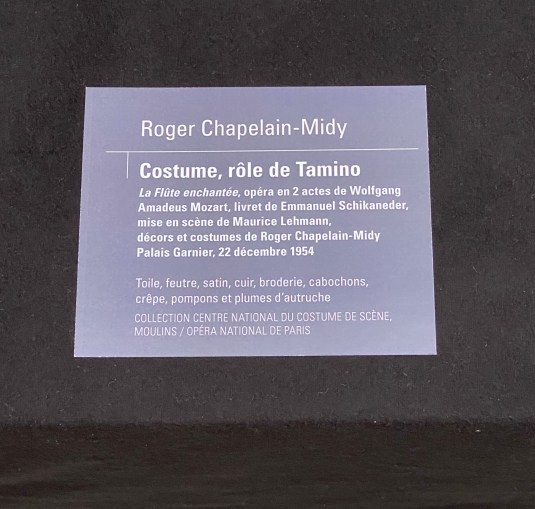 Roger Chapelain-Midy
Costume, rôle de Tamino
La Flûte enchantée, opéra en 2 actes de Wolfgang
Amadeus Mozart, livret de Emmanuel Schikaneder,
mise en scène de Maurice Lehmann,
décors et costumes de Roger Chapelain-Midy
Palais Garnier, 22 décembre 1954
Toile, feutre, satin, cuir, broderie, cabochons,
crêpe, pompons et plumes d'autruche
COLLECTION CENTRE NATIONAL DU COSTUME DE SCÈNE,
MOULINS / OPÉRA NATIONAL DE PARIS